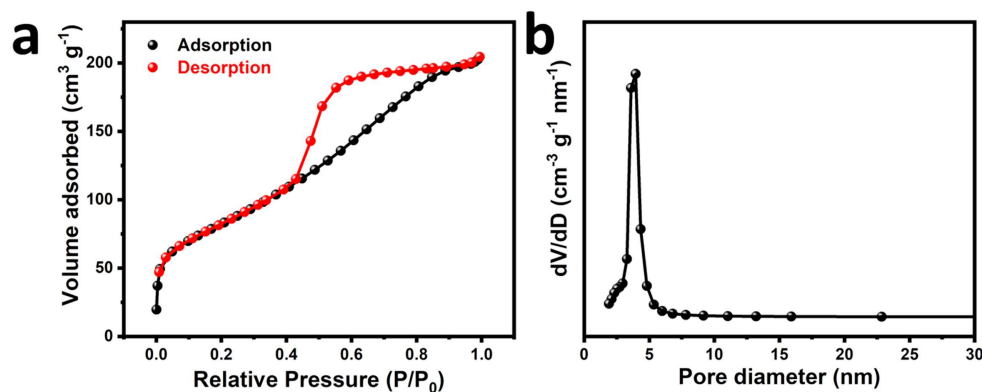 a
Adsorption
Desorption
Volume adsorbed (cm³ g⁻¹)
200
150
100
50
0
0.0 0.2 0.4 0.6 0.8 1.0
Relative Pressure (P/P₀)
b
dV/dD (cm⁻³ g⁻¹ nm⁻¹)
0 5 10 15 20 25 30
Pore diameter (nm)